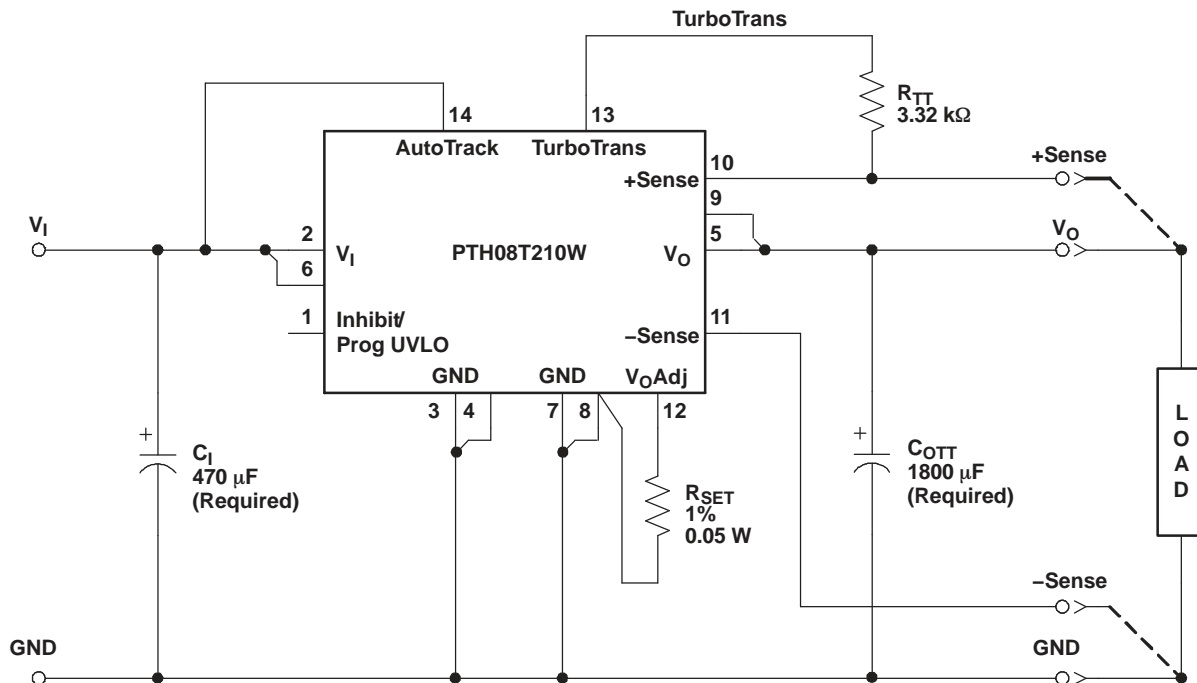 TurboTrans
R_TT
3.32 kΩ
14
13
AutoTrack
TurboTrans
10
+Sense
+Sense
9
V_I
2
V_I
PTH08T210W
5
V_O
V_O
6
1
Inhibit/
Prog UVLO
11
−Sense
GND
GND
V_OAdj
3
4
7
8
12
+
C_I
470 μF
(Required)
R_SET
1%
0.05 W
+
C_OTT
1800 μF
(Required)
L
O
A
D
−Sense
GND
GND